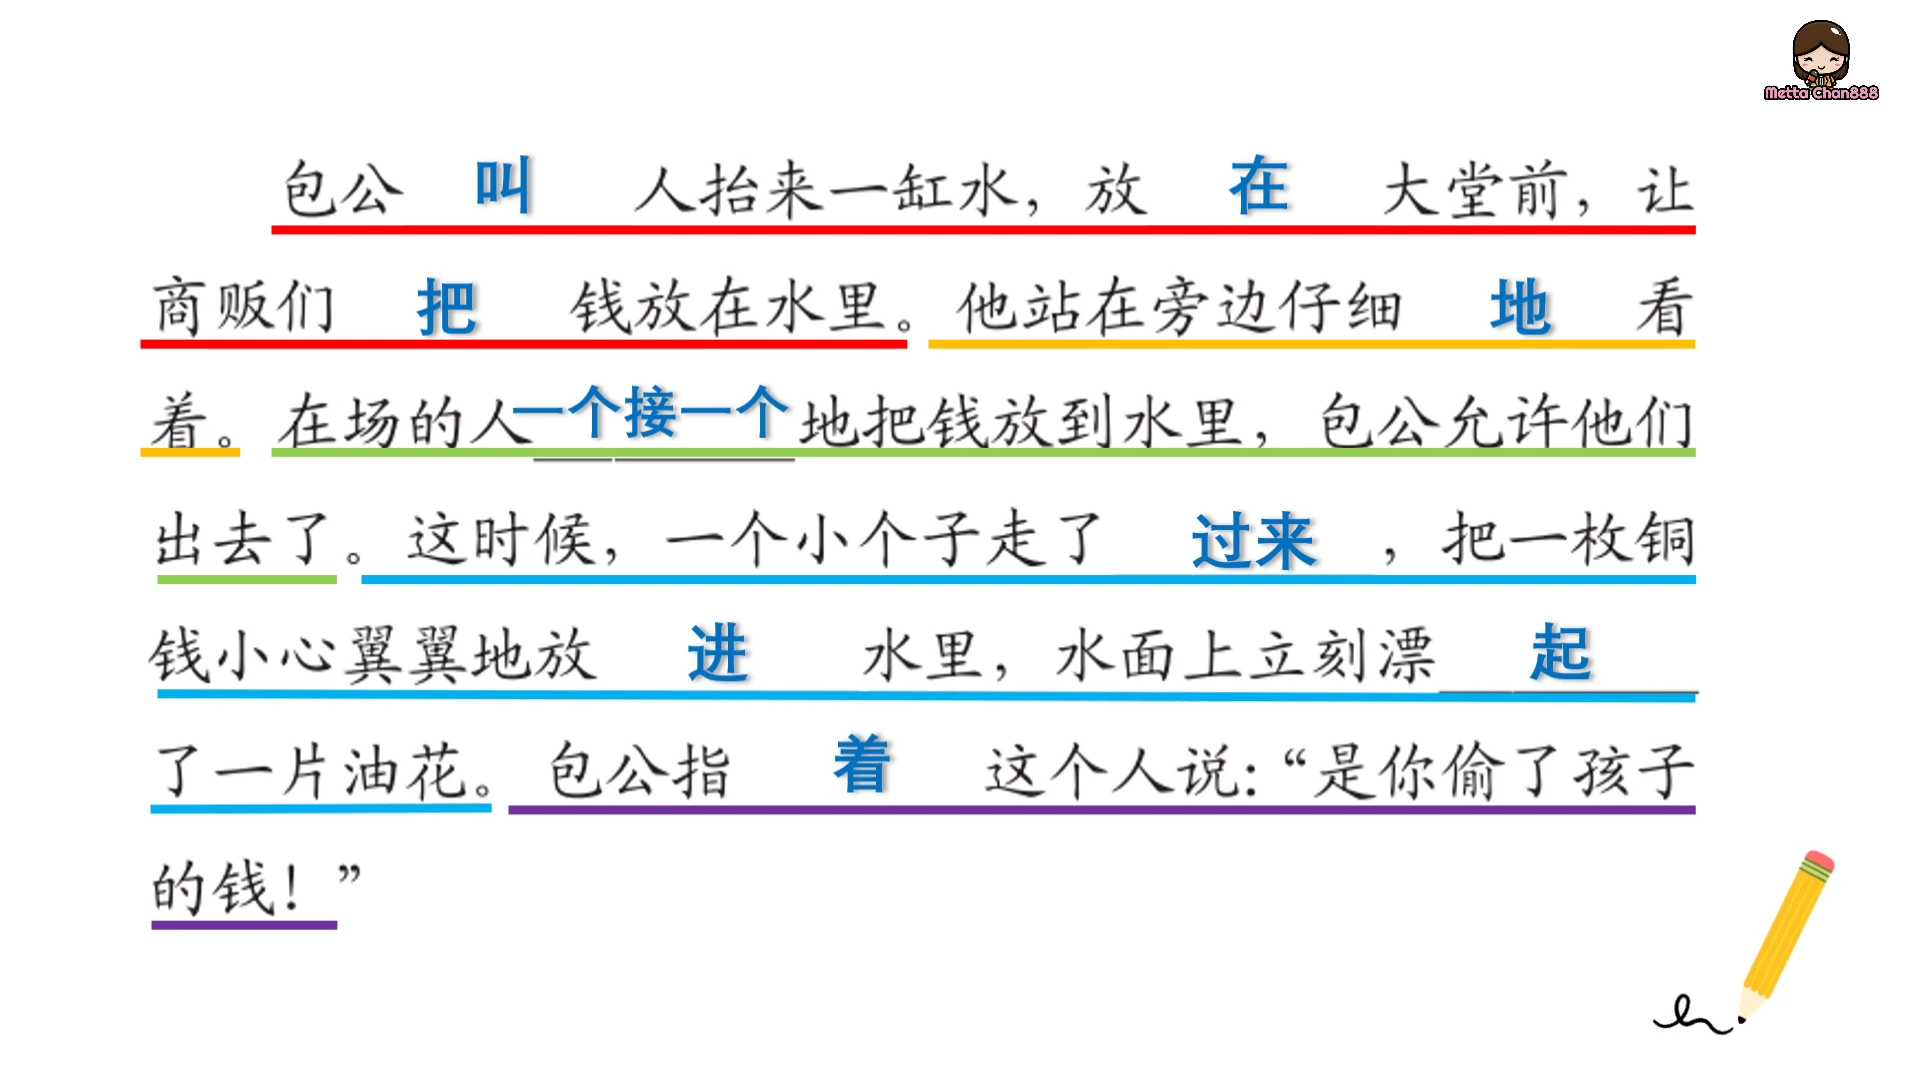 Metta Chan888
包公 叫 人抬来一缸水，放 在 大堂前，让
商贩们 把 钱放在水里。他站在旁边仔细 地 看
着。在场的人一个接一个地把钱放到水里，包公允许他们
出去了。这时候，一个小个子走了 过来 ，把一枚铜
钱小心翼翼地放 进 水里，水面上立刻漂 起
了一片油花。包公指 着 这个人说：“是你偷了孩子
的钱！”